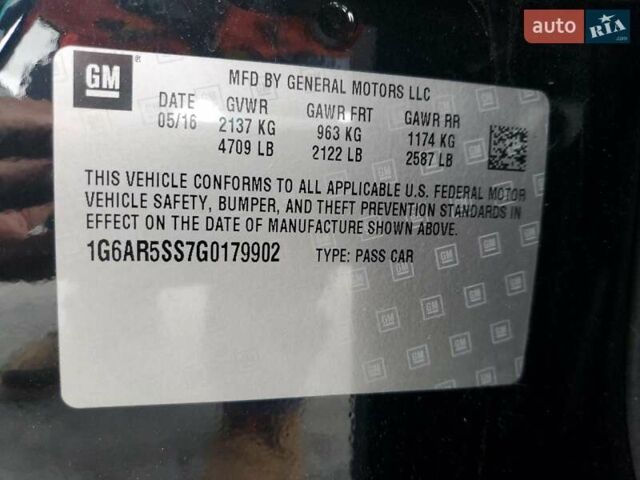 auto RIA.com
GM
MFD BY GENERAL MOTORS LLC
DATE GVWR GAWR FRT GAWR RR
05/16 2137 KG 963 KG 1174 KG
4709 LB 2122 LB 2587 LB
THIS VEHICLE CONFORMS TO ALL APPLICABLE U.S. FEDERAL MOTOR
VEHICLE SAFETY, BUMPER, AND THEFT PREVENTION STANDARDS IN
EFFECT ON THE DATE OF MANUFACTURE SHOWN ABOVE.
1G6AR5SS7G0179902 TYPE: PASS CAR